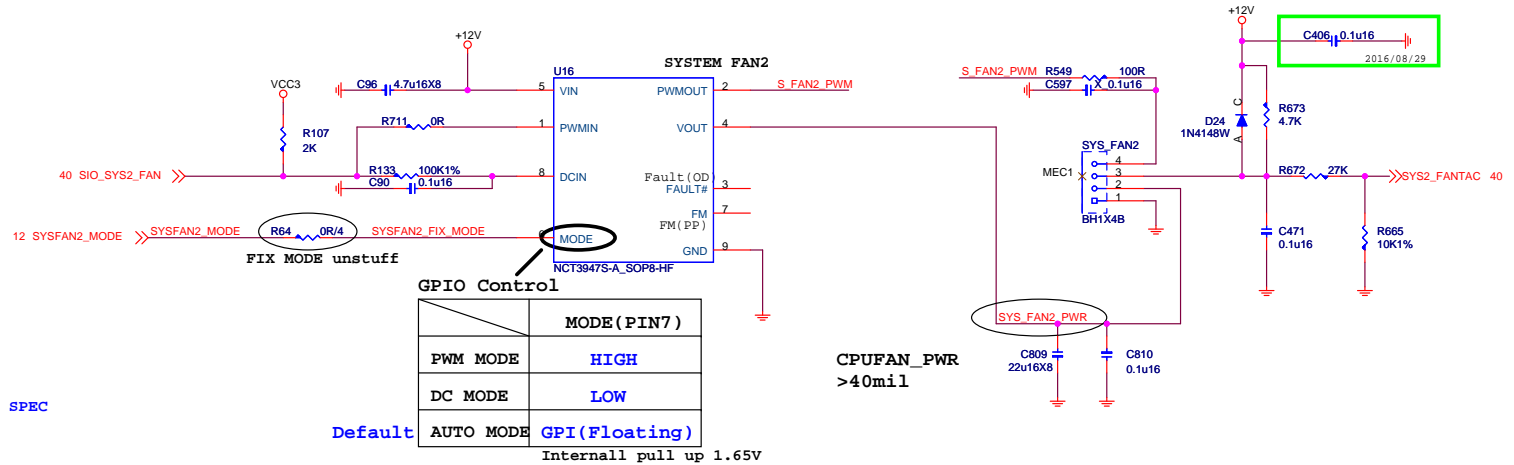 +12V
C406 0.1u16
2016/08/29
+12V
SYSTEM FAN2
U16
VCC3
C96 4.7u16X8
5 VIN
PWMOUT 2
S_FAN2_PWM
S_FAN2_PWM R549 100R
C597 X_0.1u16
R107
2K
R711 0R
1 PWMIN
VOUT 4
D24
1N4148W
C
A
R673
4.7K
SYS_FAN2
4
3
2
1
MEC1
BH1X4B
40 SIO_SYS2_FAN
R133 100K1%
C90 0.1u16
8 DCIN
Fault(OD)
FAULT# 3
FM 7
FM(PP)
R672 27K
SYS2_FANTAC 40
12 SYSFAN2_MODE
SYSFAN2_MODE
R64 0R/4
SYSFAN2_FIX_MODE
MODE
GND 9
C471
0.1u16
R665
10K1%
FIX MODE unstuff
NCT3947S-A_SOP8-HF
GPIO Control
MODE(PIN7)
PWM MODE HIGH
DC MODE LOW
Default AUTO MODE GPI(Floating)
Internall pull up 1.65V
SYS_FAN2_PWR
CPUFAN_PWR
>40mil
C809
22u16X8
C810
0.1u16
SPEC